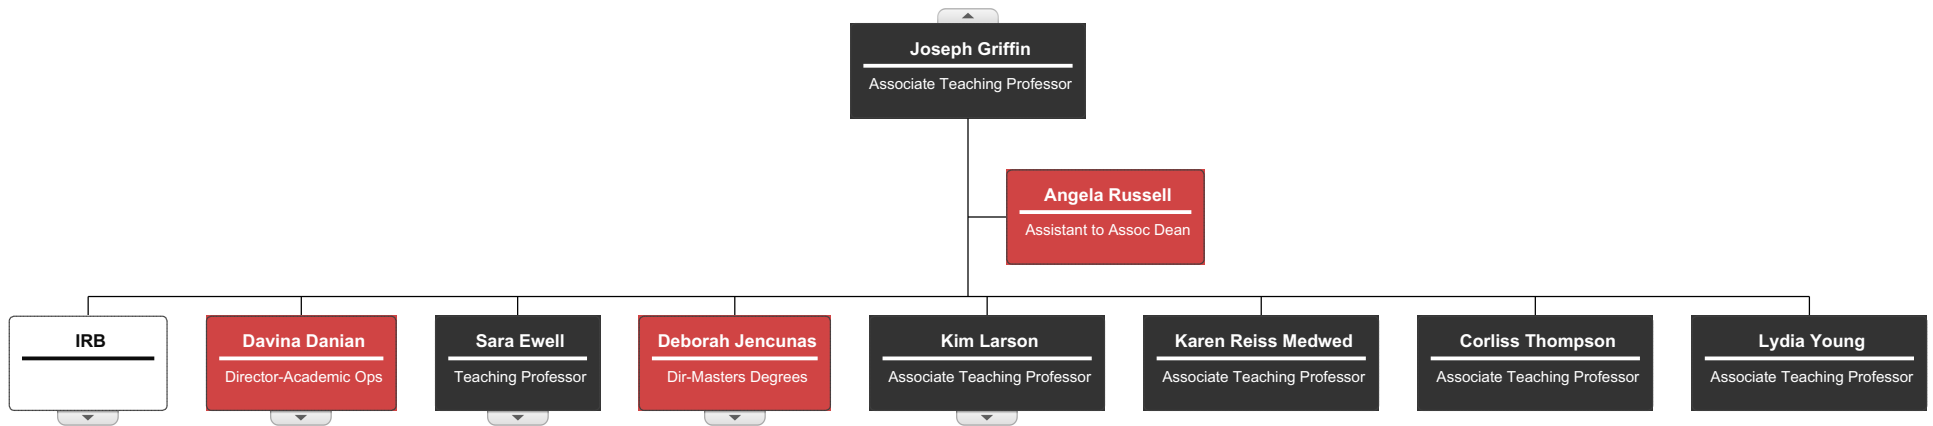 Joseph Griffin
Associate Teaching Professor
Angela Russell
Assistant to Assoc Dean
IRB
Davina Danian
Director-Academic Ops
Sara Ewell
Teaching Professor
Deborah Jencunas
Dir-Masters Degrees
Kim Larson
Associate Teaching Professor
Karen Reiss Medwed
Associate Teaching Professor
Corliss Thompson
Associate Teaching Professor
Lydia Young
Associate Teaching Professor